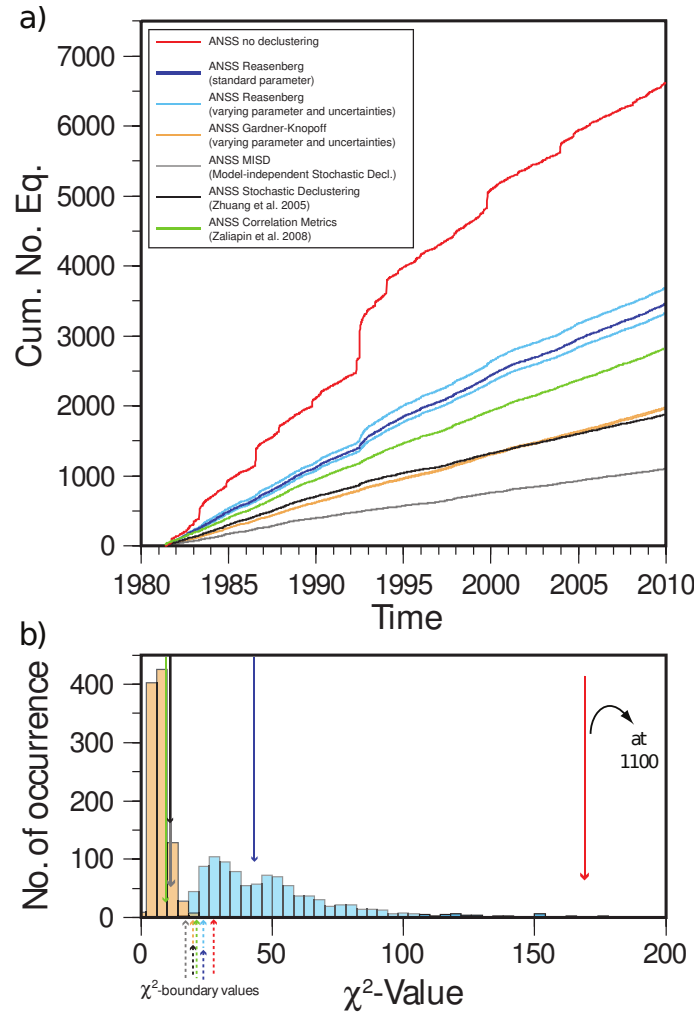 a)
7500
7000
6000
5000
4000
3000
2000
1000
0
Cum. No. Eq.
ANSS no declustering
ANSS Reasenberg
(standard parameter)
ANSS Reasenberg
(varying parameter and uncertainties)
ANSS Gardner-Knopoff
(varying parameter and uncertainties)
ANSS MISD
(Model-independent Stochastic Decl.)
ANSS Stochastic Declustering
(Zhuang et al. 2005)
ANSS Correlation Metrics
(Zaliapin et al. 2008)
1980 1985 1990 1995 2000 2005 2010
Time
b)
400
300
200
100
0
No. of occurrence
at
1100
0 50 100 150 200
χ²-boundary values
χ²-Value